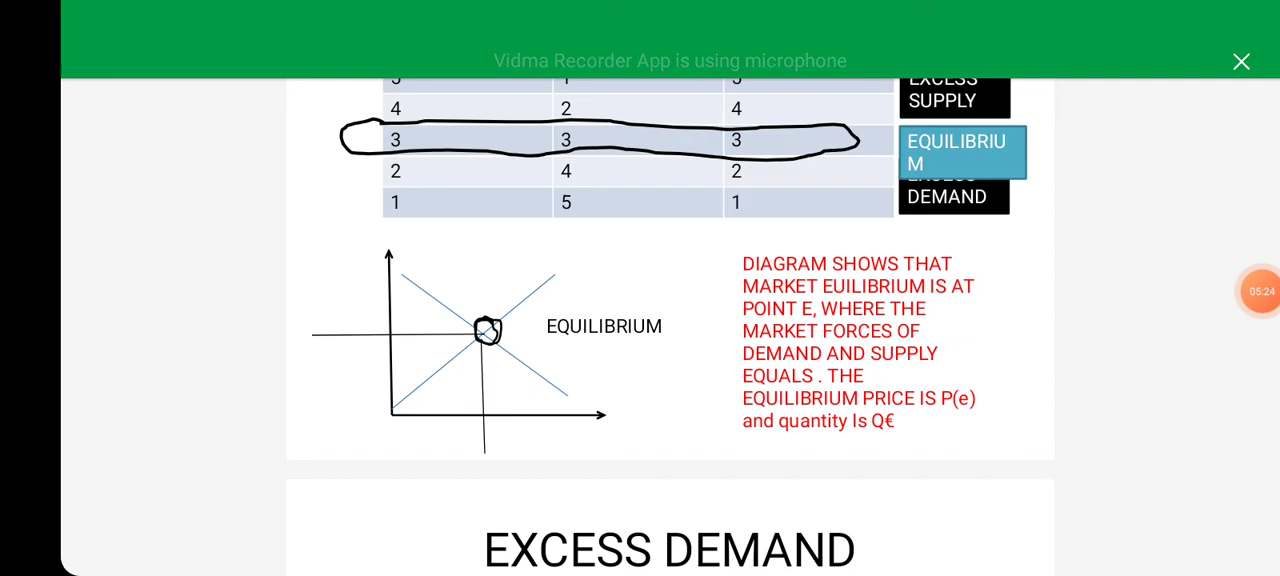 Vidma Recorder App is using microphone
EXCESS
SUPPLY
4 2 4
3 3 3
EQUILIBRIU
M
2 4 2
DEMAND
1 5 1
05:24
DIAGRAM SHOWS THAT
MARKET EUILIBRIUM IS AT
POINT E, WHERE THE
MARKET FORCES OF
DEMAND AND SUPPLY
EQUALS . THE
EQUILIBRIUM PRICE IS P(e)
and quantity Is Q€
EQUILIBRIUM
EXCESS DEMAND